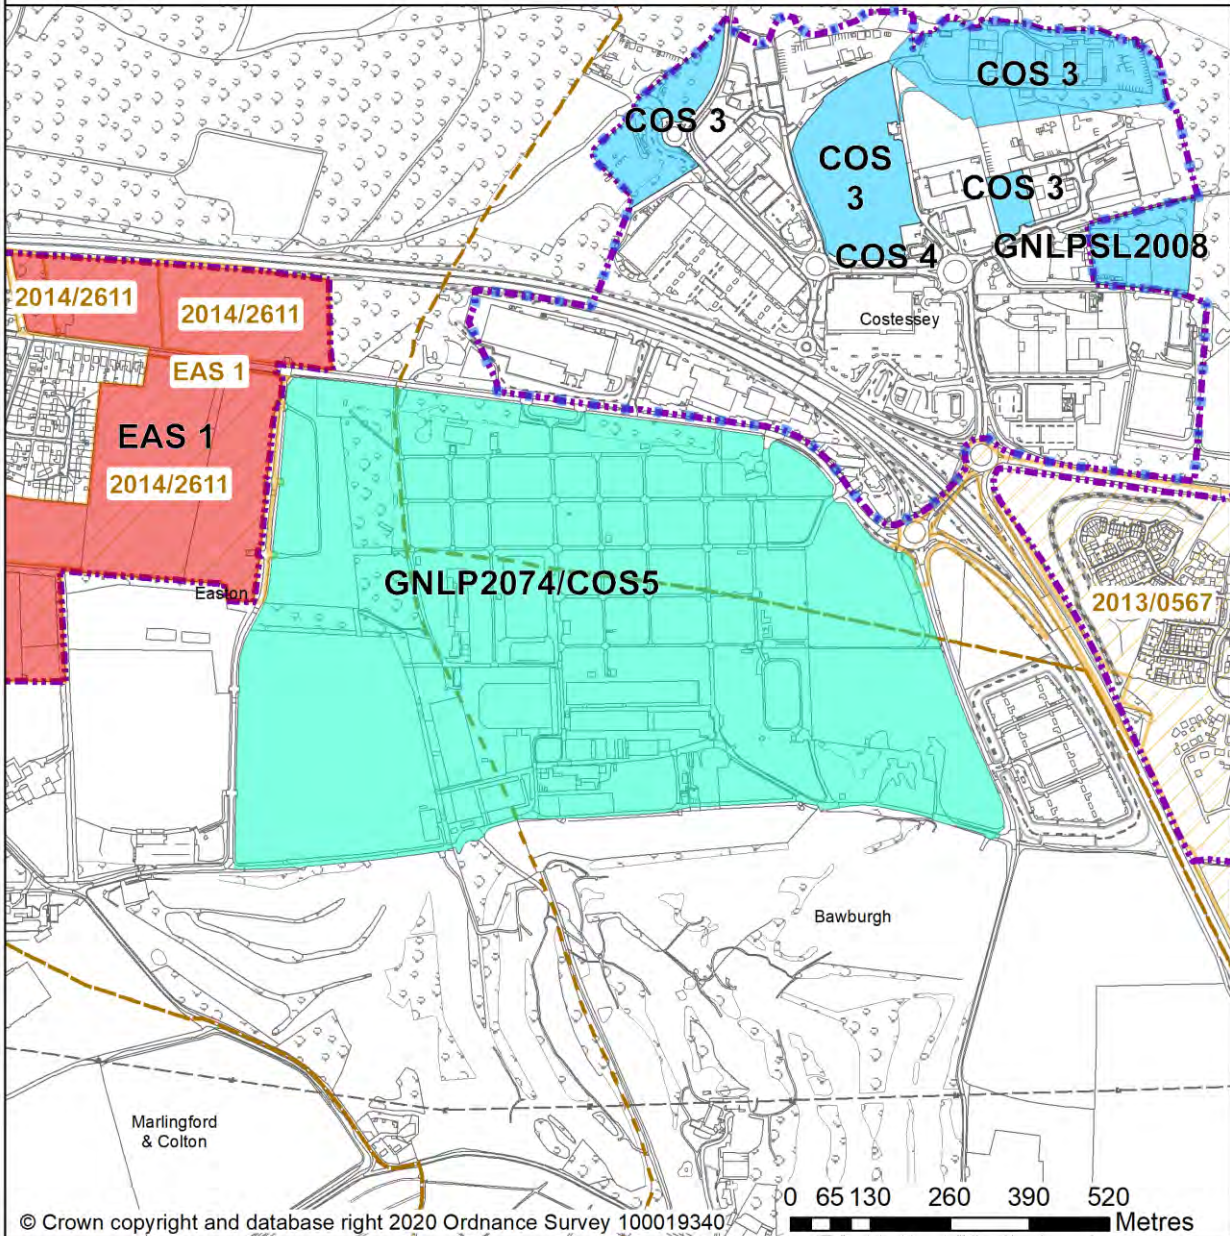 COS 3
COS 3
COS
3
COS 3
COS 4
GNLPSL2008
2014/2611
2014/2611
Costessey
EAS 1
EAS 1
2014/2611
GNLP2074/COS5
Easton
2013/0567
Bawburgh
Marlingford
& Colton
0 65 130 260 390 520
Metres
© Crown copyright and database right 2020 Ordnance Survey 100019340